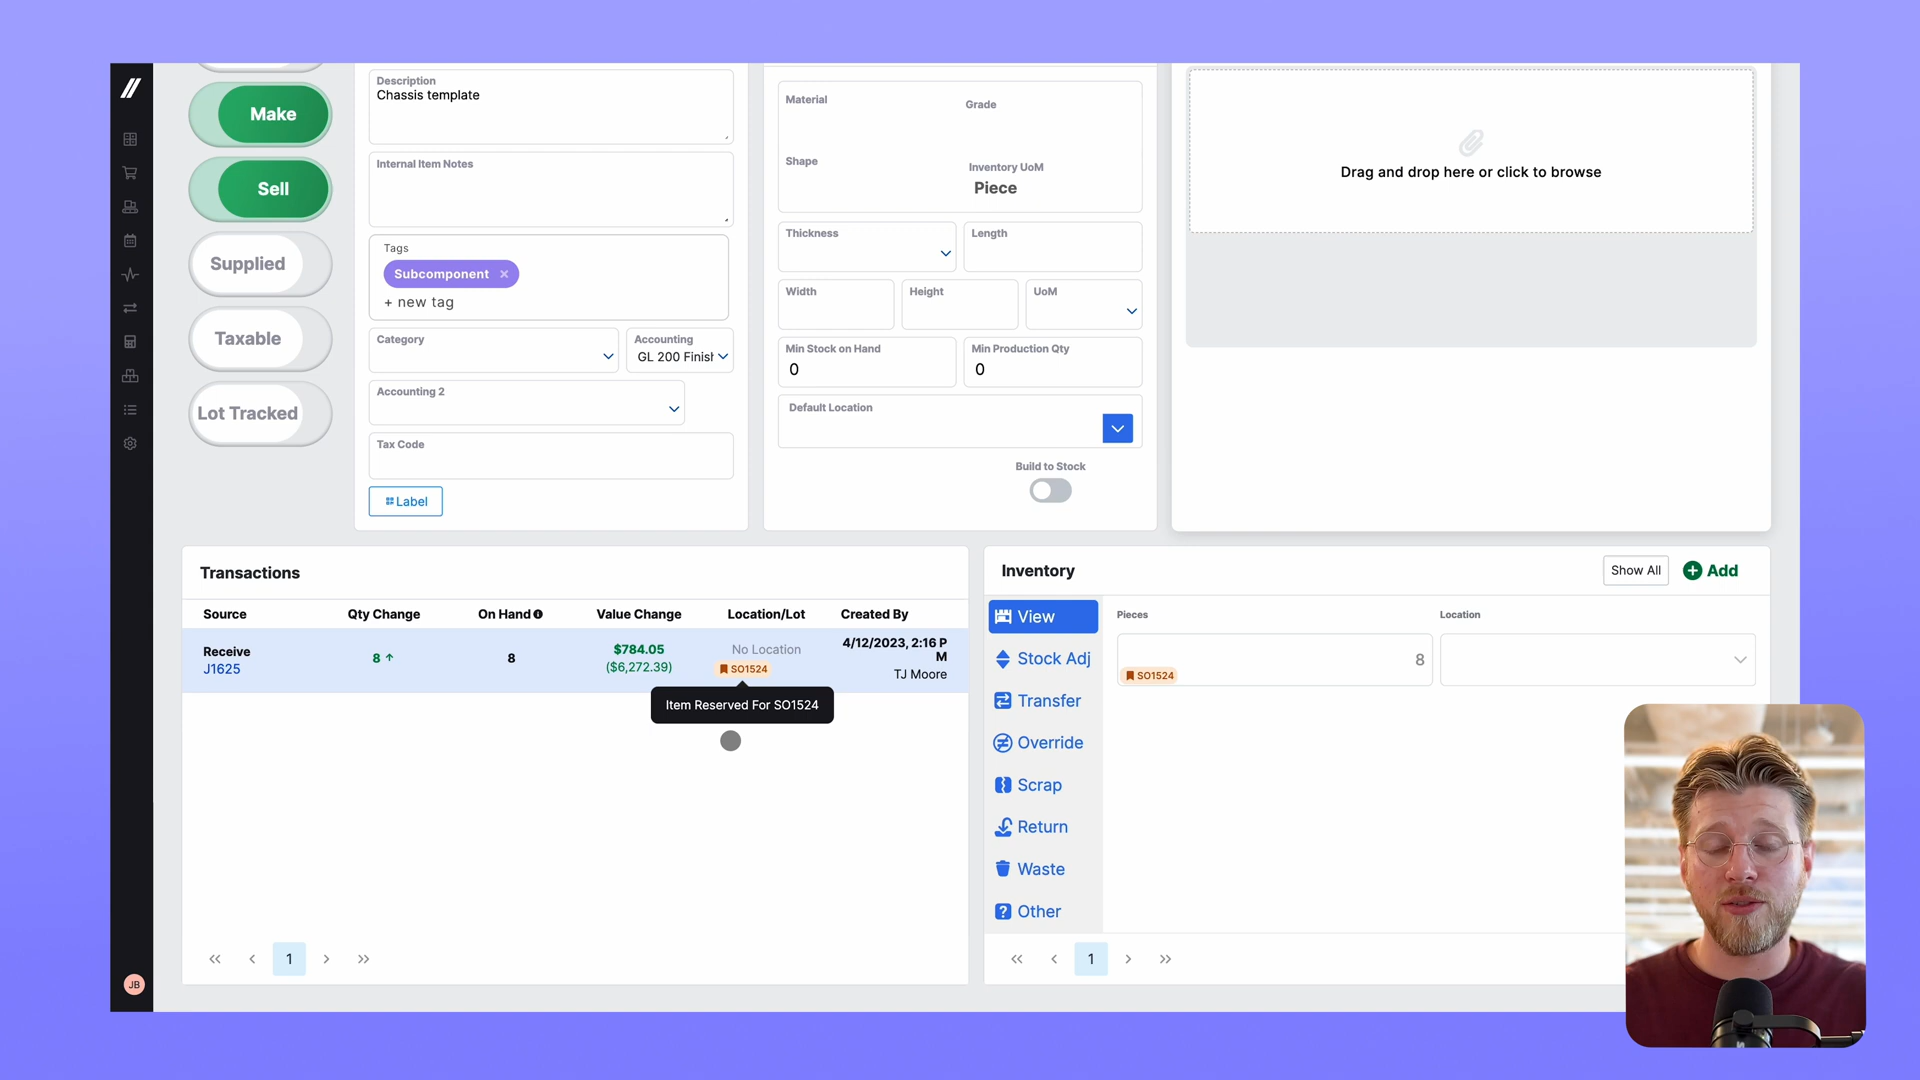 Make
Sell
Supplied
Taxable
Lot Tracked
Description
Chassis template
Internal Item Notes
Tags
Subcomponent ×
+ new tag
Category
Accounting
GL 200 Finish
Accounting 2
Tax Code
Label
Material
Grade
Shape
Inventory UoM
Piece
Thickness
Length
Width
Height
UoM
Min Stock on Hand
0
Min Production Qty
0
Default Location
Build to Stock
Drag and drop here or click to browse
Transactions
Source Qty Change On Hand Value Change Location/Lot Created By
Receive
J1625
8
8
$784.05
($6,272.39)
No Location
SO1524
4/12/2023, 2:16 P
M
TJ Moore
Item Reserved For SO1524
1
Inventory
Show All
Add
View
Stock Adj
Transfer
Override
Scrap
Return
Waste
Other
Pieces
Location
8
SO1524
1
JB